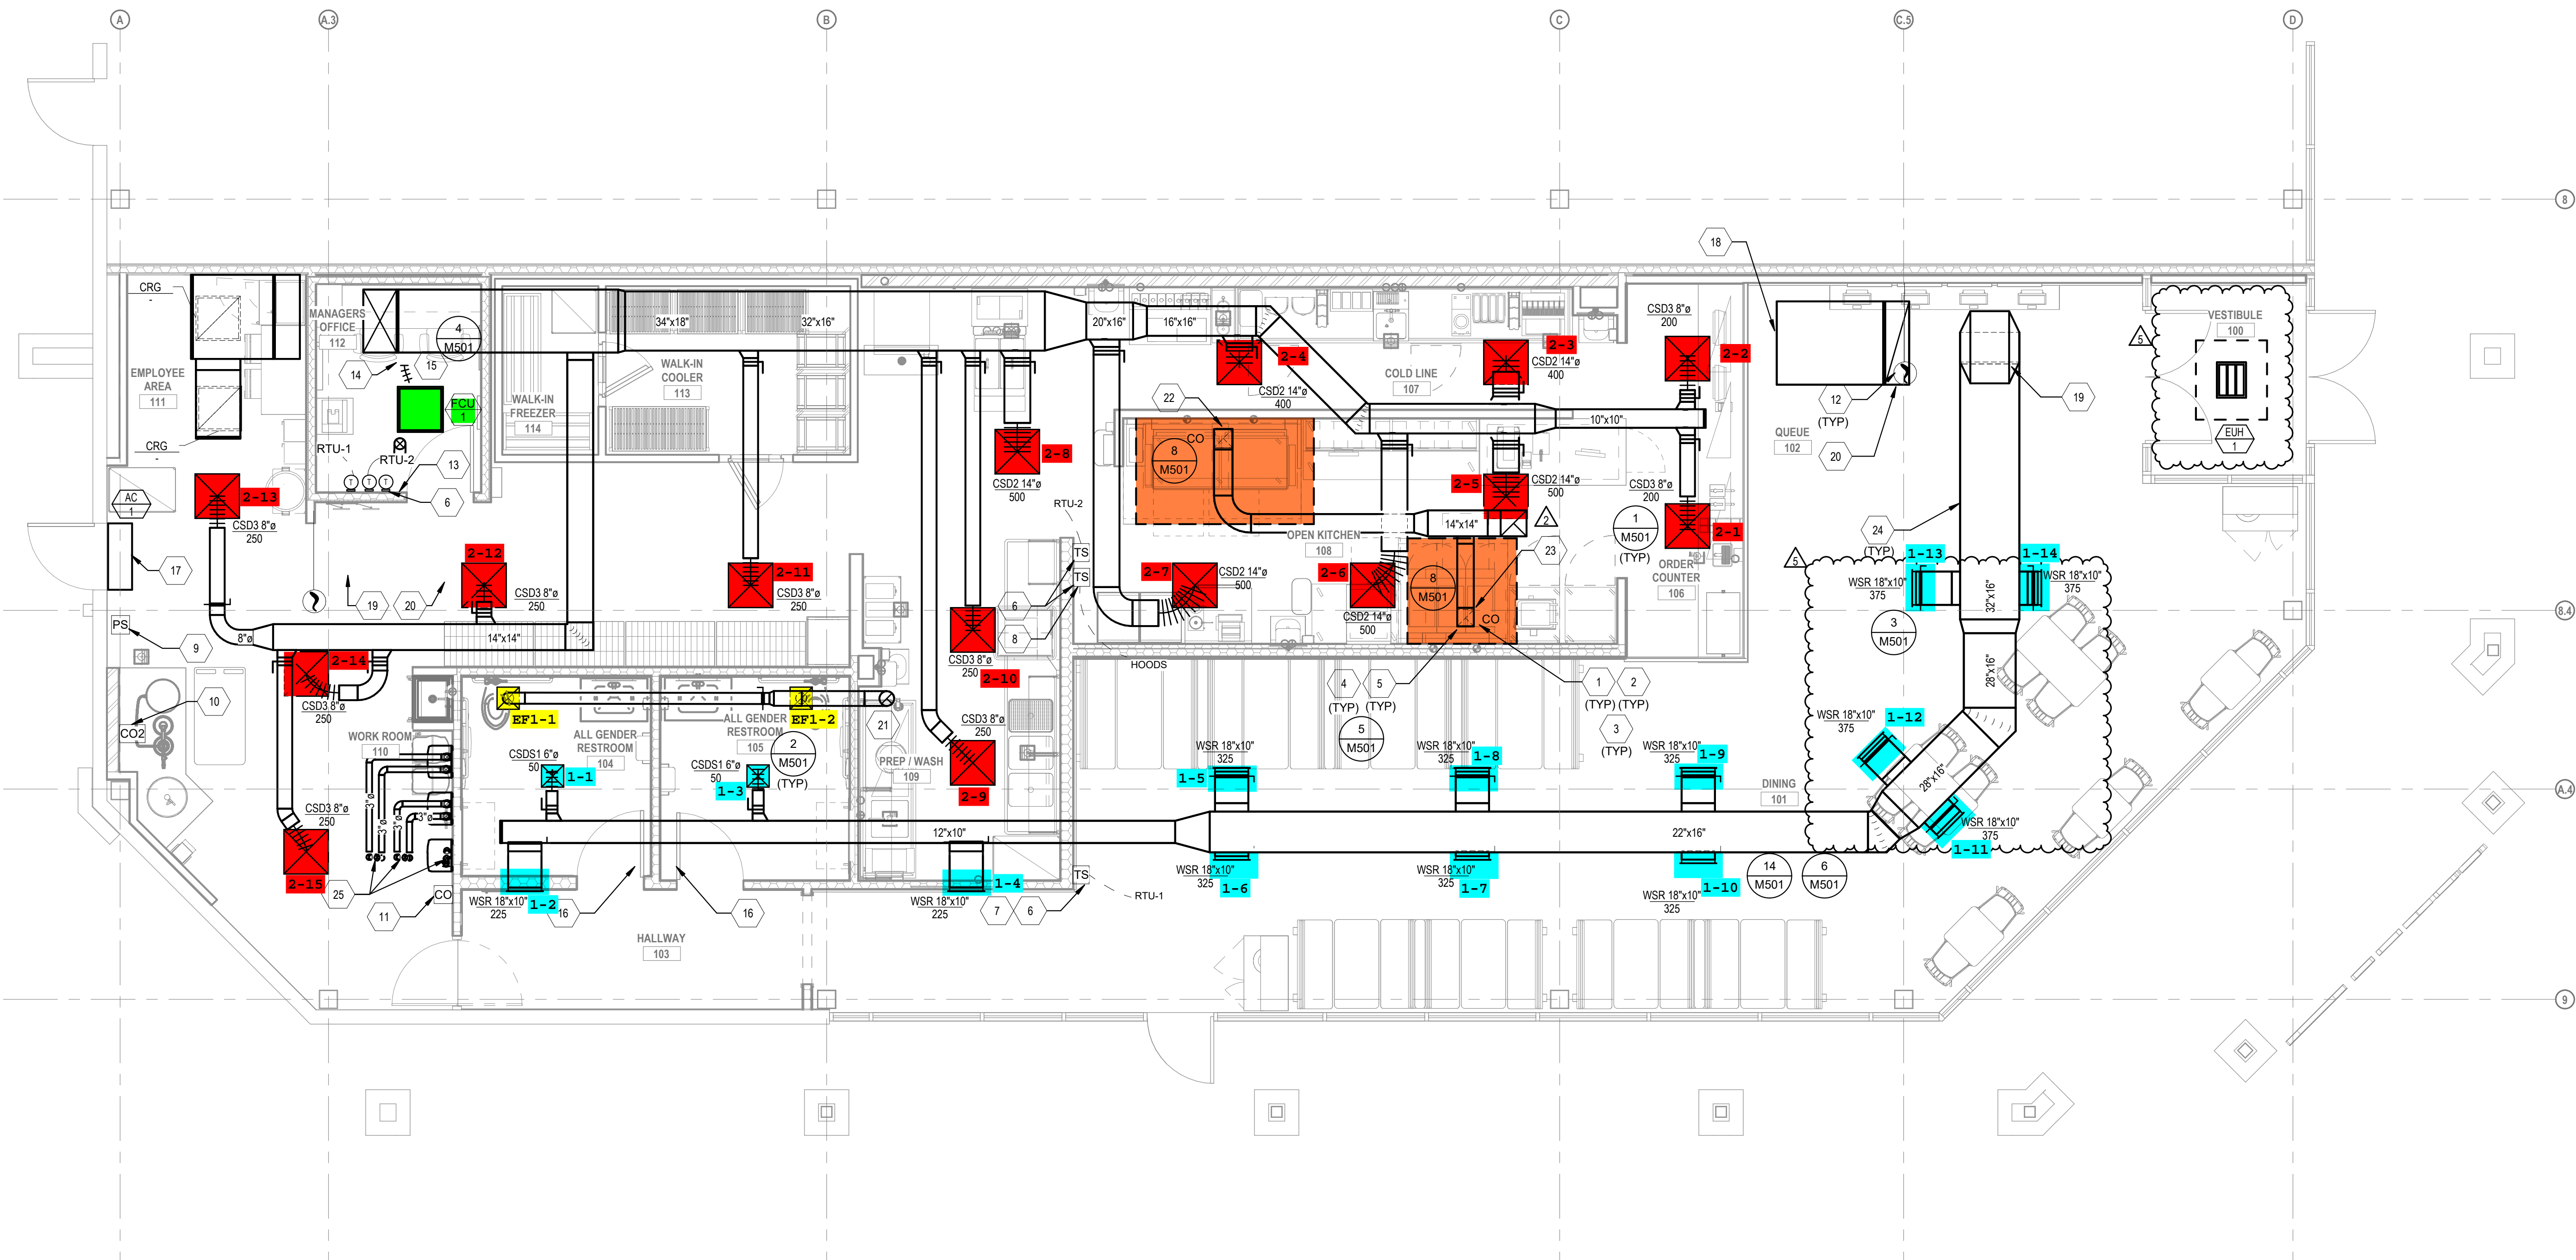 A
A.3
B
C
C.5
D
8
18
CRG
-
MANAGERS
OFFICE
112
4
M501
34"x18"
32"x16"
20"x16"
16"x16"
CSD3 8"ø
200
2-2
5
VESTIBULE
100
EMPLOYEE
AREA
111
14
15
WALK-IN
COOLER
113
2-4
2-3
CSD2 14"ø
400
COLD LINE
107
CSD2 14"ø
400
12
(TYP)
19
FCU
1
WALK-IN
FREEZER
114
22
10"x10"
QUEUE
102
20
EUH
1
CRG
-
RTU-1
RTU-2
13
CO
8
M501
2-8
CSD2 14"ø
500
2-5
CSD2 14"ø
500
CSD3 8"ø
200
T
T
T
6
AC
1
2-13
CSD3 8"ø
250
RTU-2
14"x14"
2
OPEN KITCHEN
108
1
M501
(TYP)
2-1
24
(TYP)
17
2-12
CSD3 8"ø
250
2-11
CSD3 8"ø
250
TS
TS
23
ORDER
COUNTER
106
5
1-13
1-14
WSR 18"x10"
375
WSR 18"x10"
375
32"x16"
19
20
6
8
2-7
CSD2 14"ø
500
2-6
CSD2 14"ø
500
8
M501
CO
8.4
PS
9
8"ø
14"x14"
3
M501
2-14
CSD3 8"ø
250
CSD3 8"ø
250
2-10
HOODS
28"x16"
10
CO2
EF1-1
EF1-2
ALL GENDER
RESTROOM
105
ALL GENDER
RESTROOM
104
21
CSD3 8"ø
250
4
(TYP)
5
(TYP)
1
(TYP)
2
(TYP)
3
(TYP)
5
M501
WORK ROOM
110
2
M501
(TYP)
PREP / WASH
109
WSR 18"x10"
375
1-12
CSDS1 6"ø
50
1-1
CSDS1 6"ø
50
1-3
2-9
WSR 18"x10"
325
1-5
WSR 18"x10"
325
1-8
WSR 18"x10"
325
1-9
DINING
101
28"x16"
A.4
3"ø
3"ø
3"ø
3"ø
CSD3 8"ø
250
12"x10"
22"x16"
WSR 18"x10"
375
1-11
2-15
25
11
CO
WSR 18"x10"
225
1-2
16
16
WSR 18"x10"
225
1-4
7
6
TS
RTU-1
WSR 18"x10"
325
1-6
WSR 18"x10"
325
1-7
WSR 18"x10"
325
1-10
14
M501
6
M501
HALLWAY
103
9